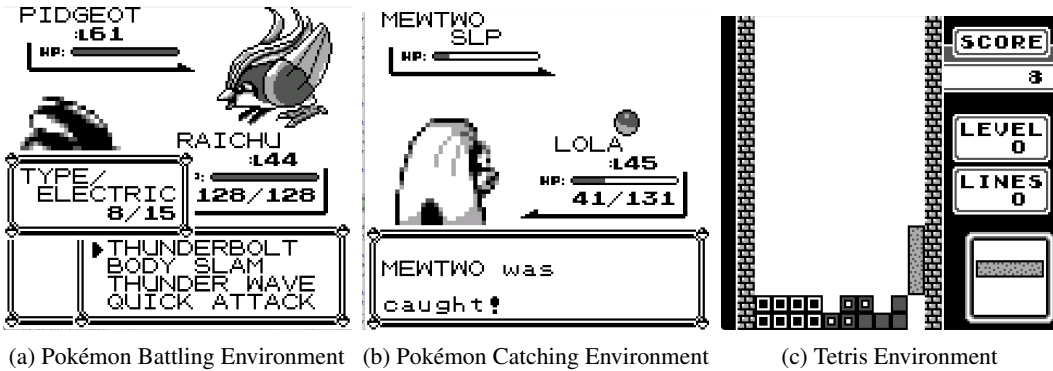 PIDGEOT
:L61
HP:
RAICHU
:L44
128/128
TYPE/
ELECTRIC
8/15
THUNDERBOLT
BODY SLAM
THUNDER WAVE
QUICK ATTACK
(a) Pokémon Battling Environment
MEWTWO
SLP
HP:
LOLA
:L45
HP:
41/131
MEWTWO was
caught!
(b) Pokémon Catching Environment
SCORE
8
LEVEL
0
LINES
0
(c) Tetris Environment